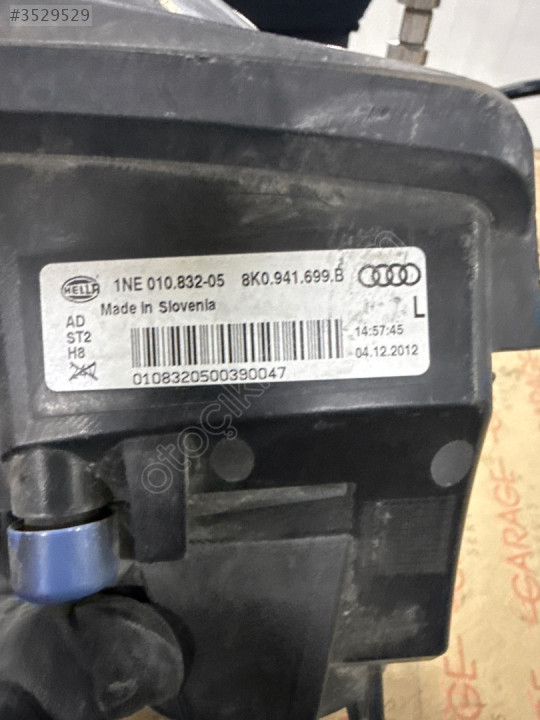 #3529529
HELLA
1NE 010.832-05 8K0.941.699.B
Made in Slovenia
L
AD
ST2
H8
14:57:45
04.12.2012
0108320500390047
GARAGE
GARAGE